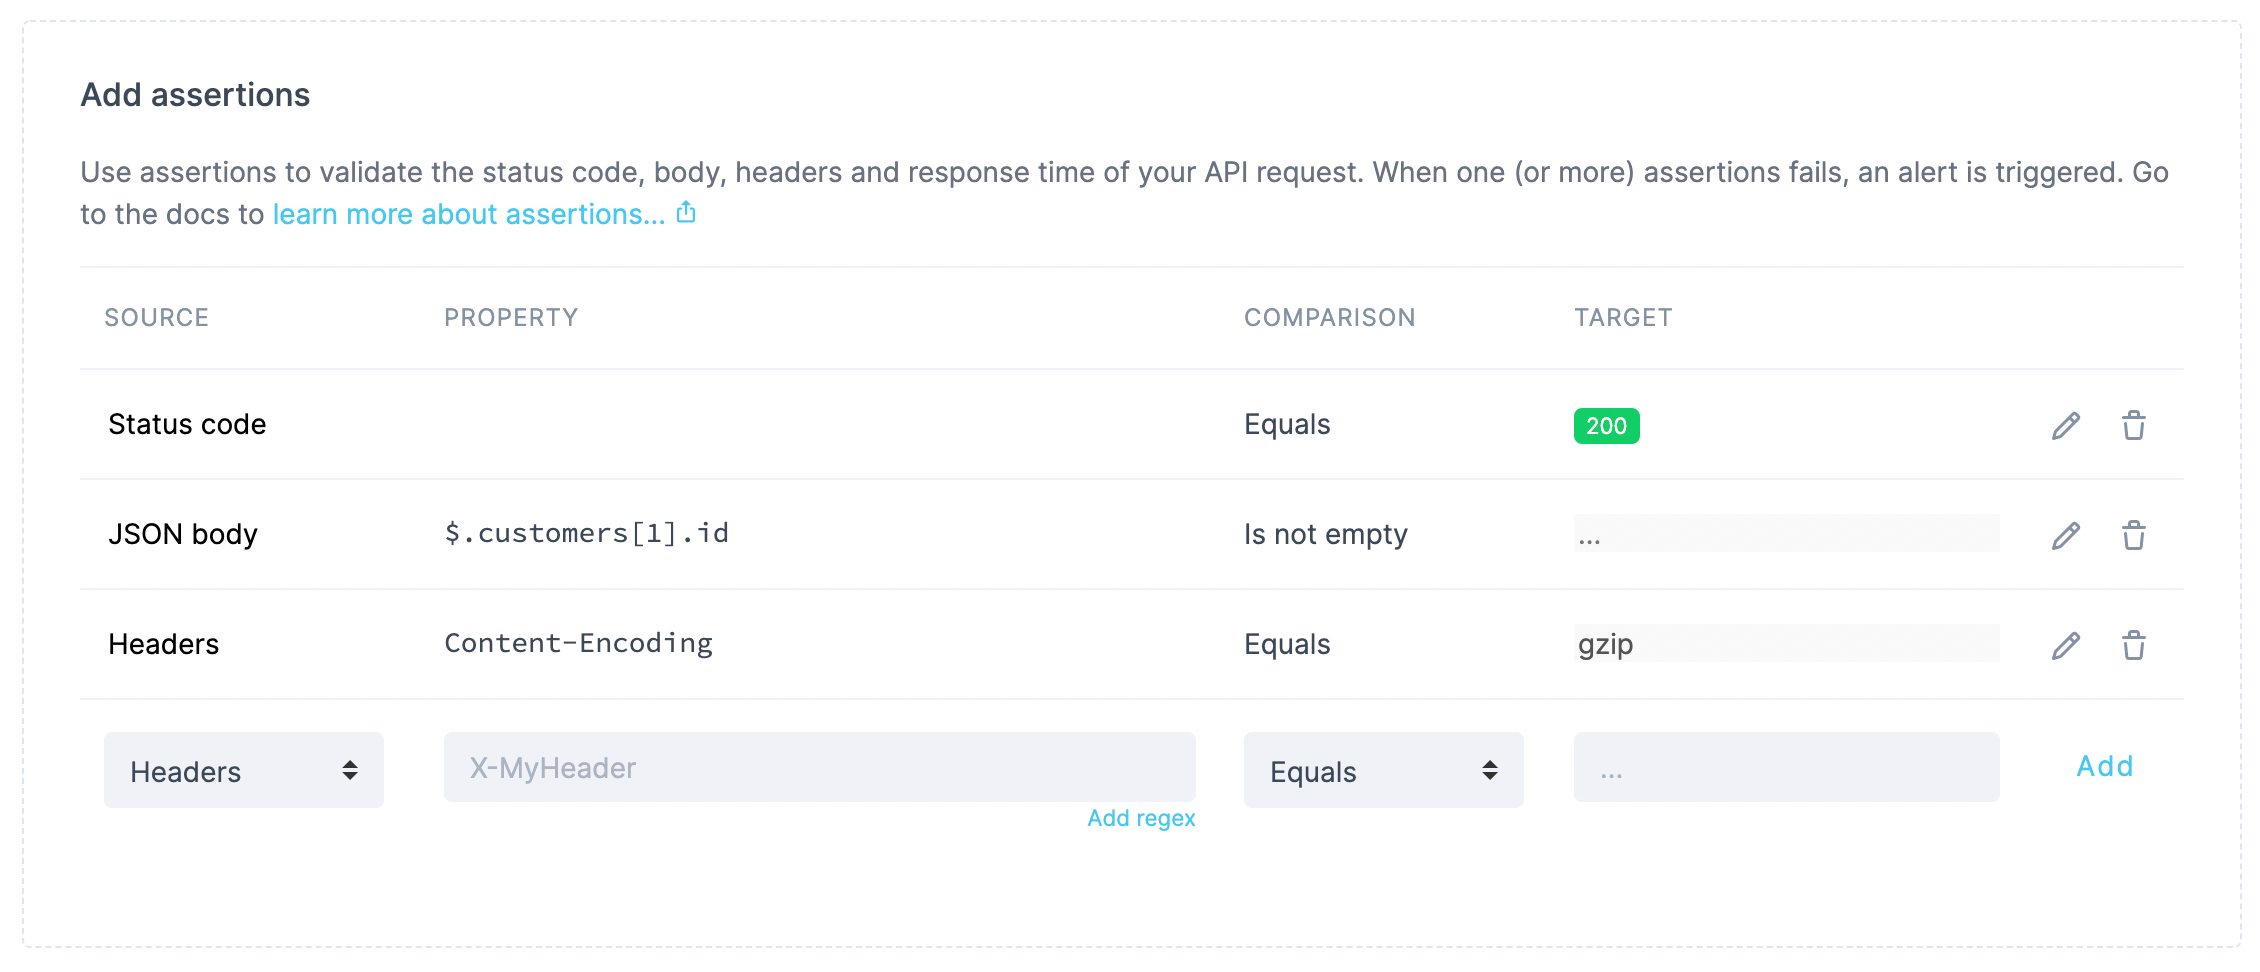 Add assertions
Use assertions to validate the status code, body, headers and response time of your API request. When one (or more) assertions fails, an alert is triggered. Go
to the docs to learn more about assertions...
SOURCE PROPERTY COMPARISON TARGET
Status code Equals 200
JSON body $.customers[1].id Is not empty ...
Headers Content-Encoding Equals gzip
Headers X-MyHeader Equals ... Add
Add regex